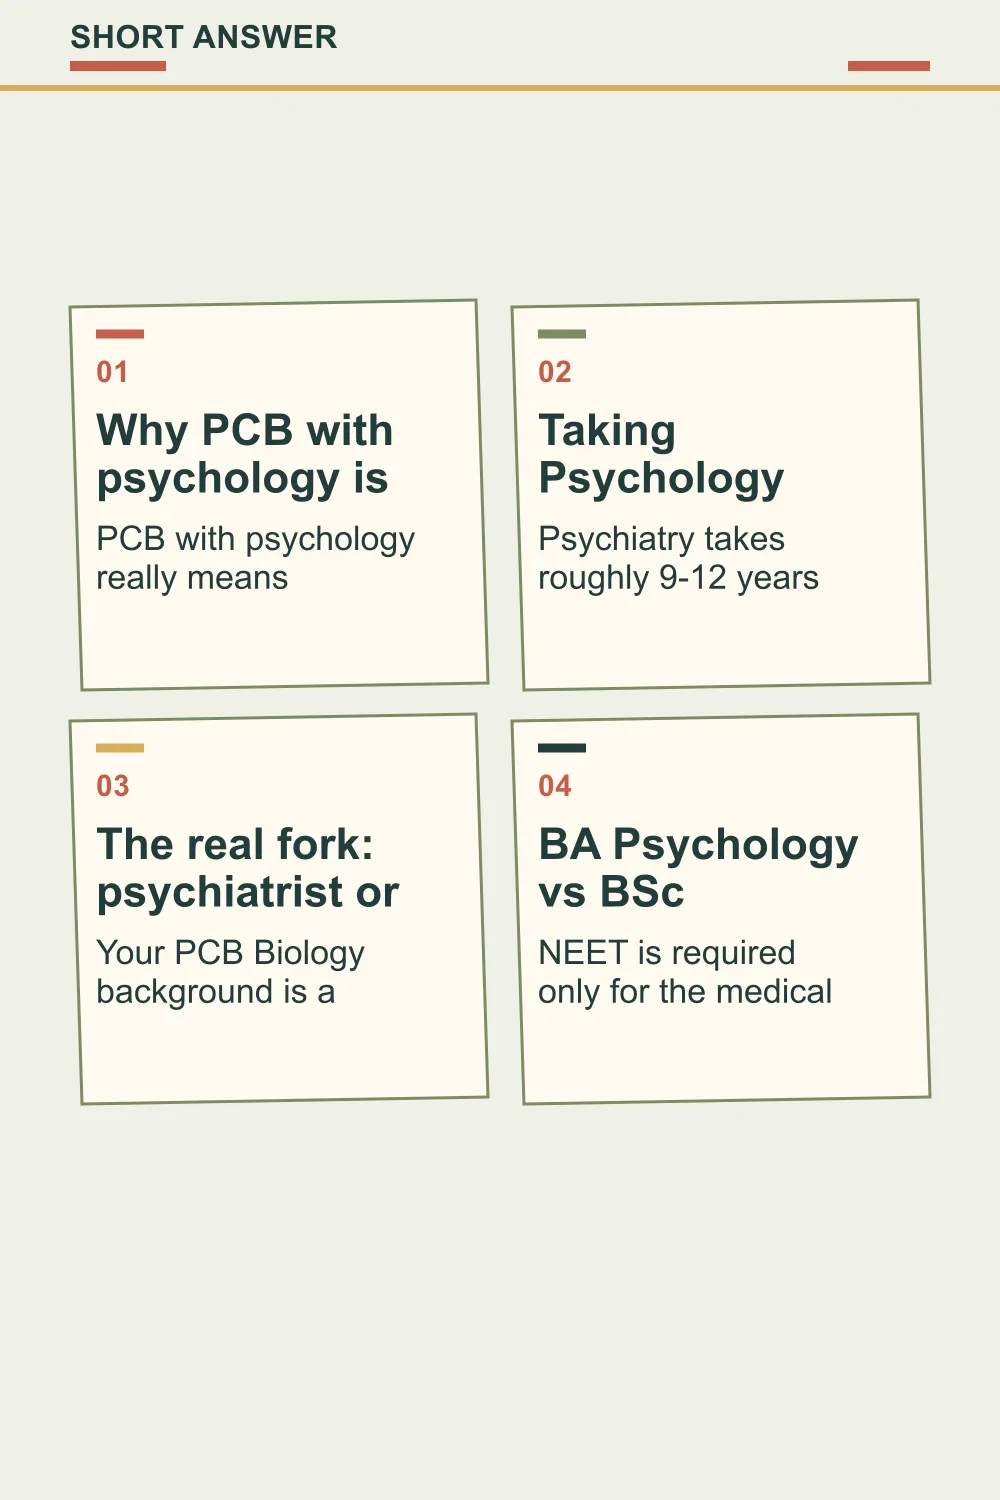 SHORT ANSWER
01
Why PCB with
psychology is
PCB with psychology
really means
02
Taking
Psychology
Psychiatry takes
roughly 9-12 years
03
The real fork:
psychiatrist or
Your PCB Biology
background is a
04
BA Psychology
vs BSc
NEET is required
only for the medical